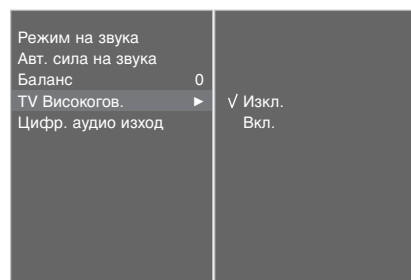 Режим на звука
Авт. сила на звука
Баланс 0
TV Високогов. ►
Цифр. аудио изход
√ Изкл.
Вкл.